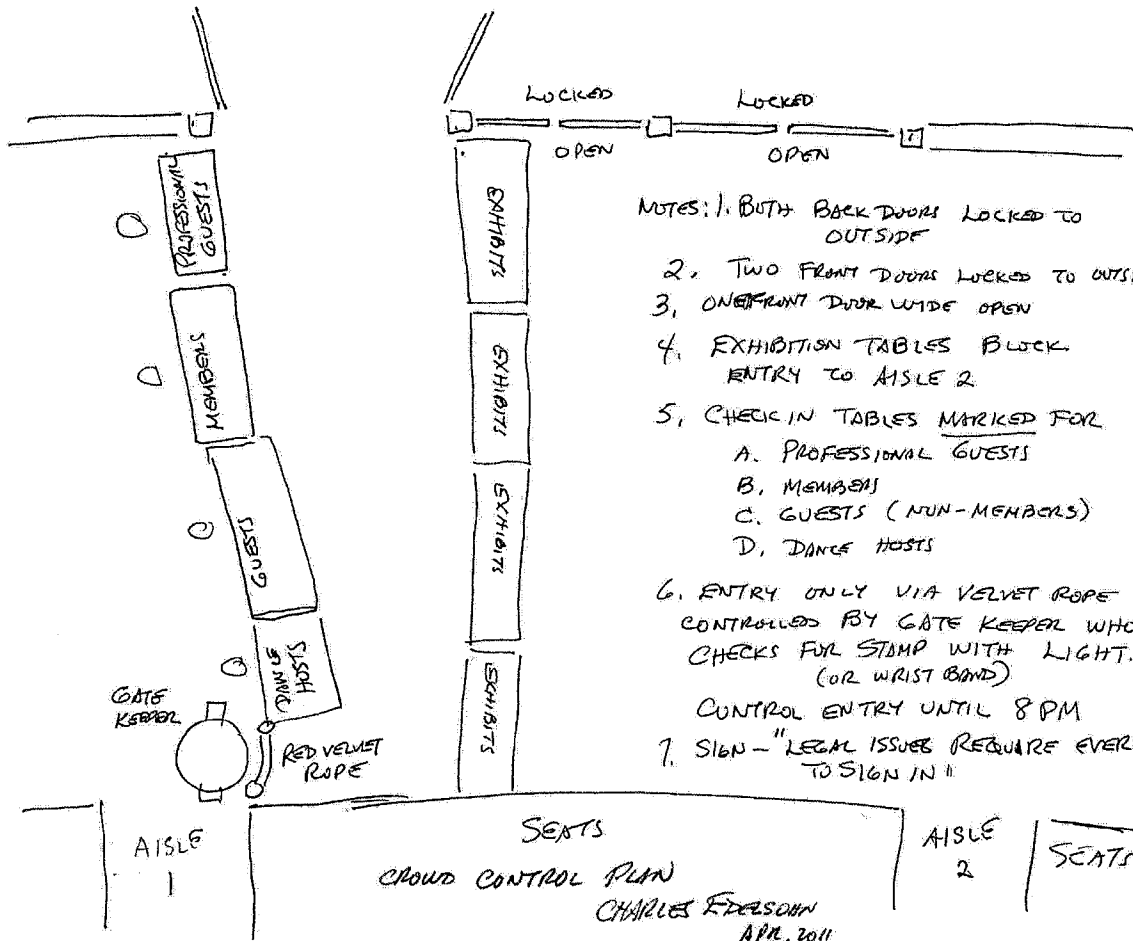 LOCKED
LOCKED
OPEN
OPEN
PROFESSIONAL
GUESTS
MEMBERS
GUESTS
DANCE
HOSTS
GATE
KEEPER
RED VELVET
ROPE
EXHIBITS
EXHIBITS
EXHIBITS
EXHIBITS
NOTES: 1. BOTH BACK DOORS LOCKED TO
OUTSIDE
2. TWO FRONT DOORS LOCKED TO OUTSI
3. ONE FRONT DOOR WIDE OPEN
4. EXHIBITION TABLES BLOCK
ENTRY TO AISLE 2
5. CHECK IN TABLES MARKED FOR
A. PROFESSIONAL GUESTS
B. MEMBERS
C. GUESTS (NON-MEMBERS)
D. DANCE HOSTS
6. ENTRY ONLY VIA VELVET ROPE
CONTROLLED BY GATE KEEPER WHO
CHECKS FOR STAMP WITH LIGHT.
(OR WRIST BAND)
CONTROL ENTRY UNTIL 8 PM
7. SIGN - "LEGAL ISSUES REQUIRE EVER
TO SIGN IN"
AISLE
1
SEATS
AISLE
2
SEATS
CROWD CONTROL PLAN
CHARLES EDELSOHN
APR. 2011